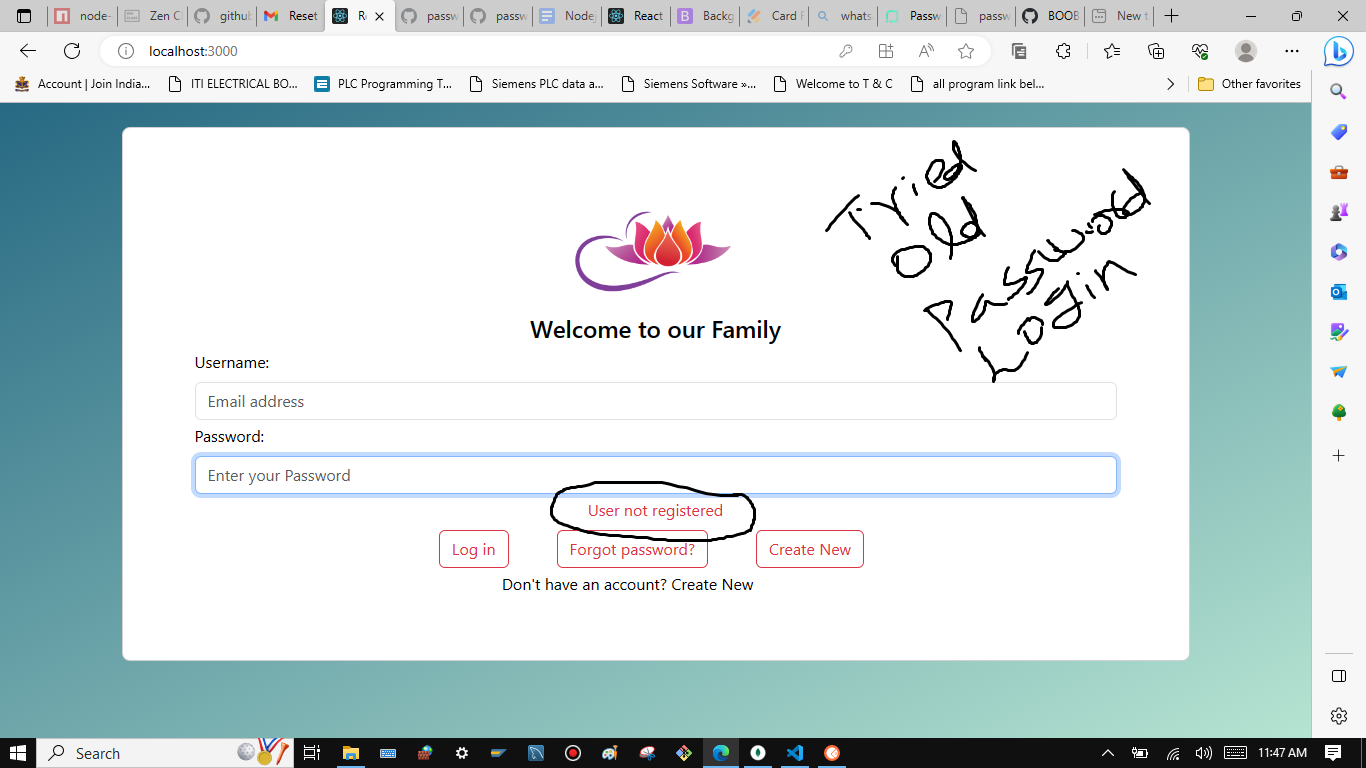 node-
Zen C
github
Reset
R
passw
passw
Node
React
Backg
Card F
whats
Passw
passw
BOOB
New t
localhost:3000
Account | Join India...
ITI ELECTRICAL BO...
PLC Programming T...
Siemens PLC data a...
Siemens Software »...
Welcome to T & C
all program link bel...
Other favorites
Tried
Old
Password
Login
Welcome to our Family
Username:
Email address
Password:
Enter your Password
User not registered
Log in
Forgot password?
Create New
Don't have an account? Create New
Search
11:47 AM